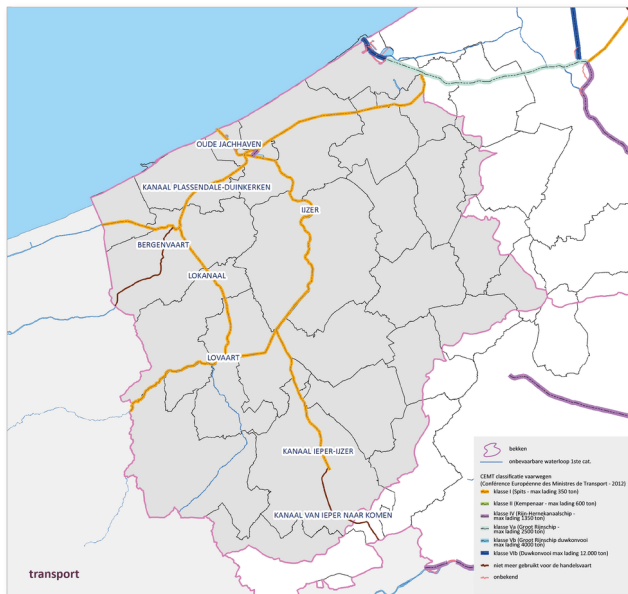 OUDE JACHHAVEN
KANAAL PLASSENDALE-DUINKERKEN
IJZER
BERGENVAART
LOKANAAL
LOVAART
KANAAL IEPER-IJZER
KANAAL VAN IEPER NAAR KOMEN
transport
bekken
onbevaarbare waterloop 1ste cat.
CEMT classificatie vaarwegen
(Conférence Européenne des Ministres de Transport - 2012)
klasse I (Spits - max lading 350 ton)
klasse II (Kempenaar - max lading 600 ton)
klasse IV (Rijn-Hernekanaalschip -
max lading 1350 ton)
klasse Va (Groot Rijnschip -
max lading 2500 ton)
klasse Vb (Groot Rijnschip duwkonvooi
max lading 4000 ton)
klasse VIb (Duwkonvooi max lading 12.000 ton)
niet meer gebruikt voor de handelsvaart
onbekend